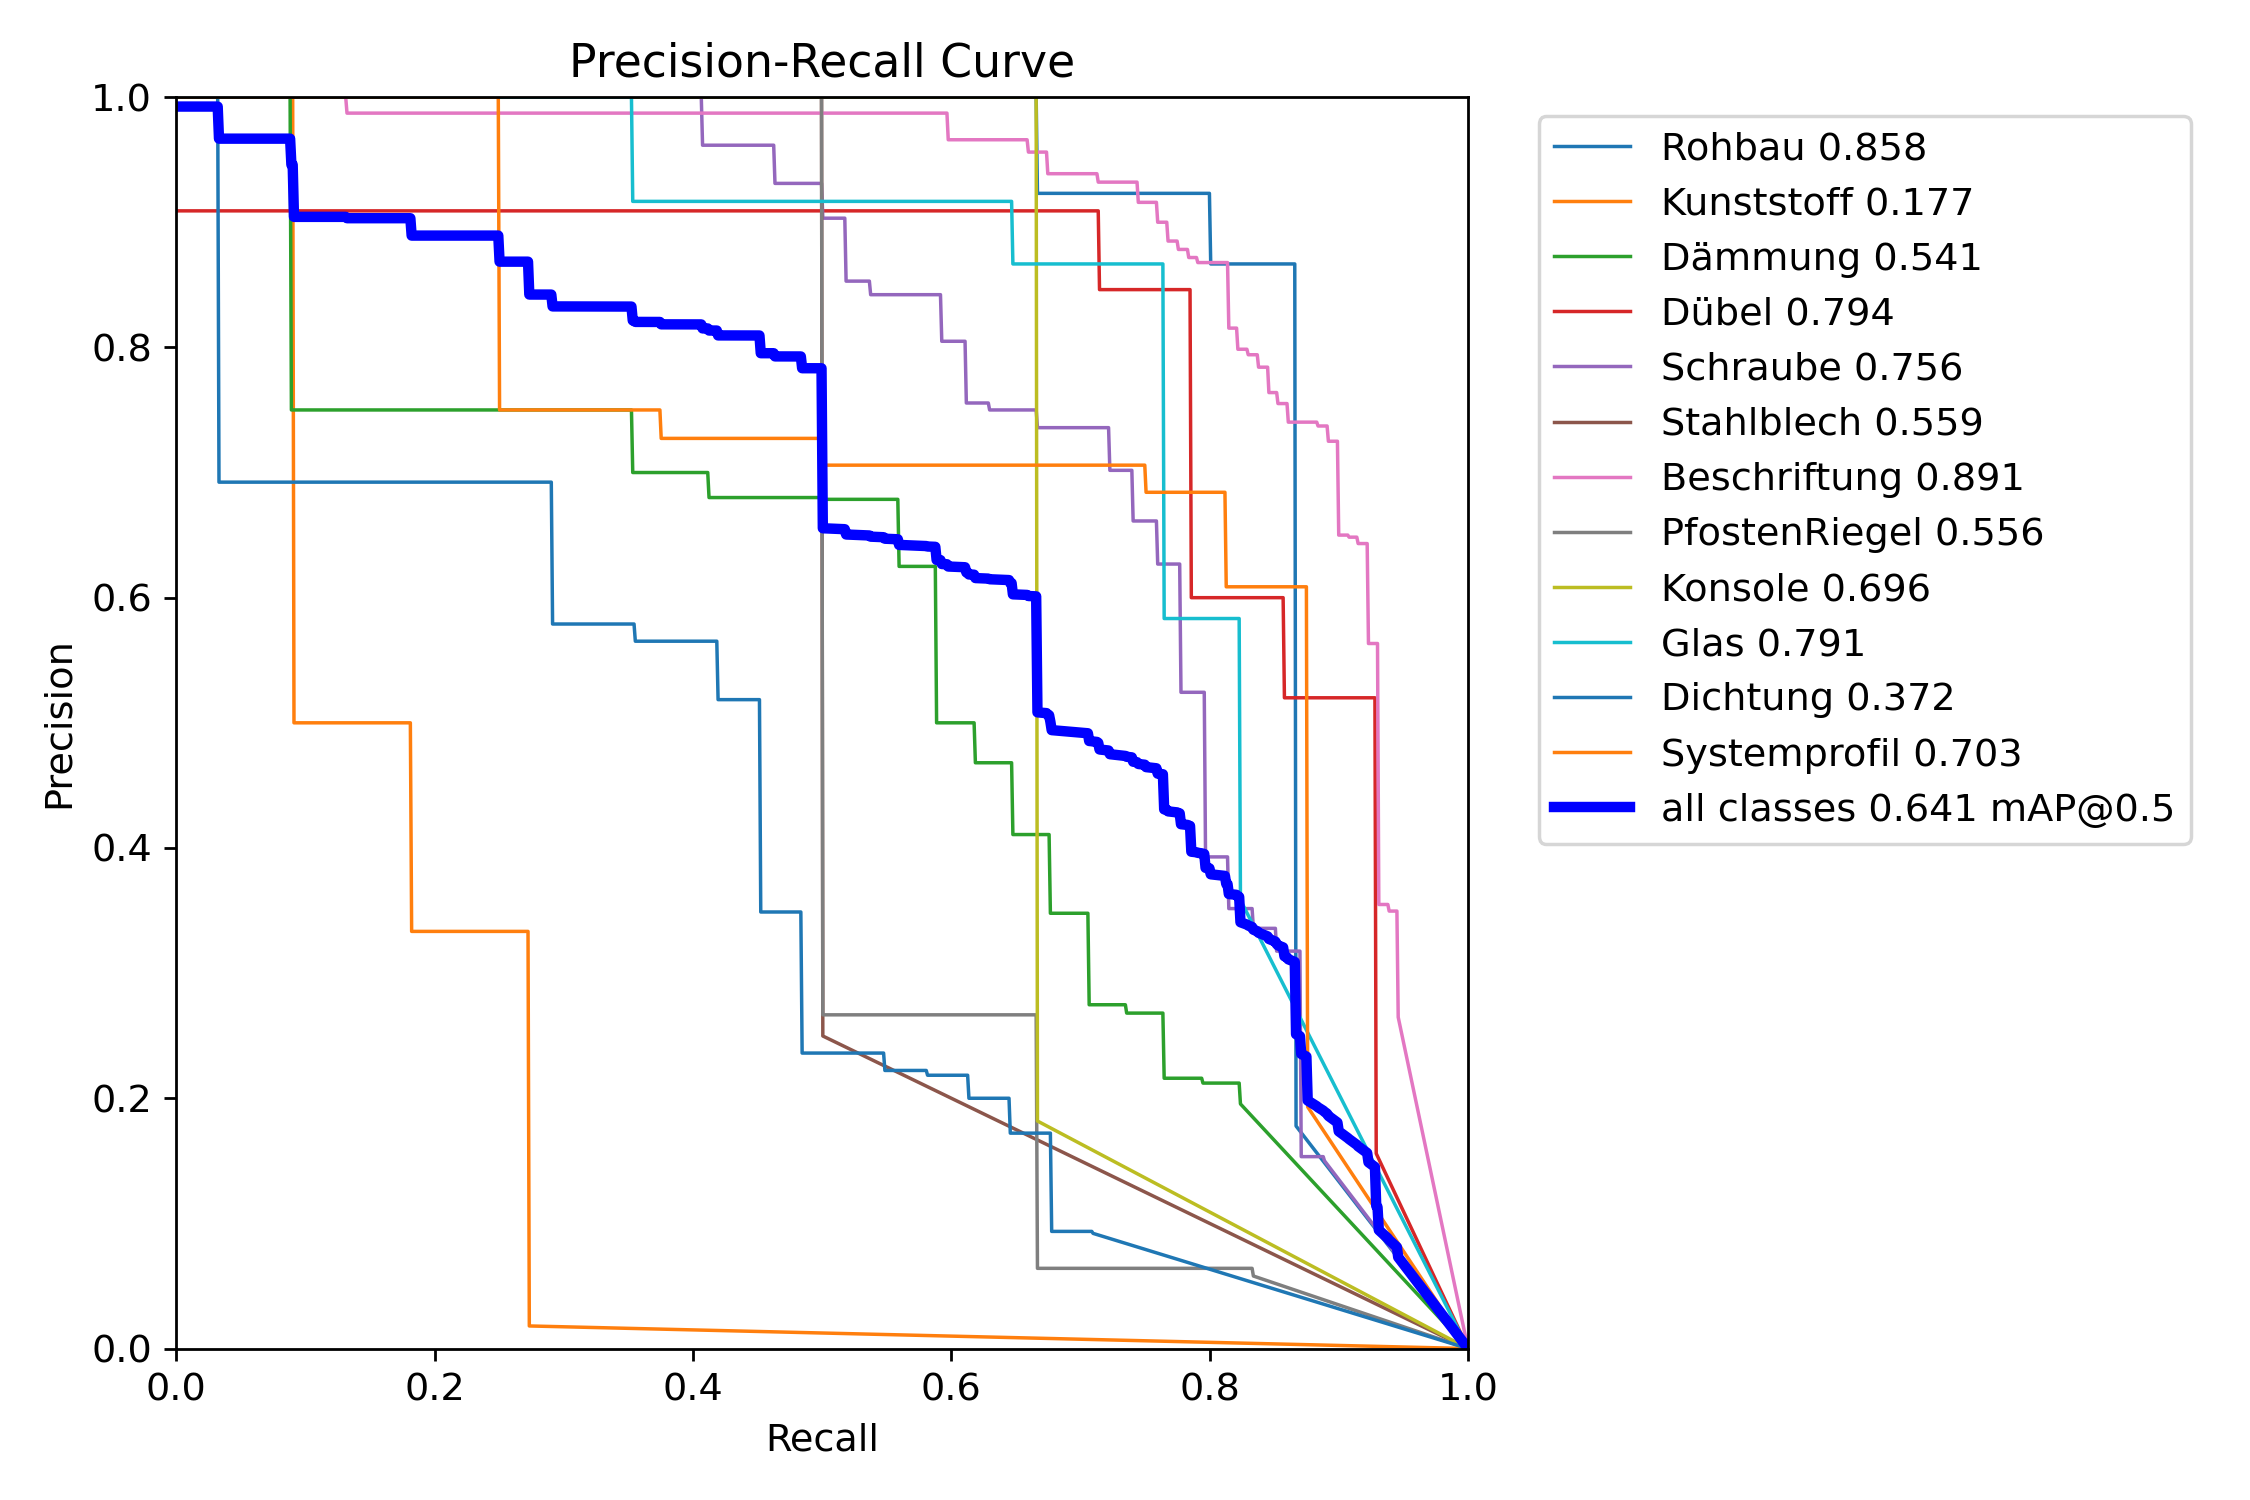 Precision-Recall Curve
1.0
0.8
0.6
0.4
0.2
0.0
Precision
0.0 0.2 0.4 0.6 0.8 1.0
Recall
Rohbau 0.858
Kunststoff 0.177
Dämmung 0.541
Dübel 0.794
Schraube 0.756
Stahlblech 0.559
Beschriftung 0.891
PfostenRiegel 0.556
Konsole 0.696
Glas 0.791
Dichtung 0.372
Systemprofil 0.703
all classes 0.641 mAP@0.5